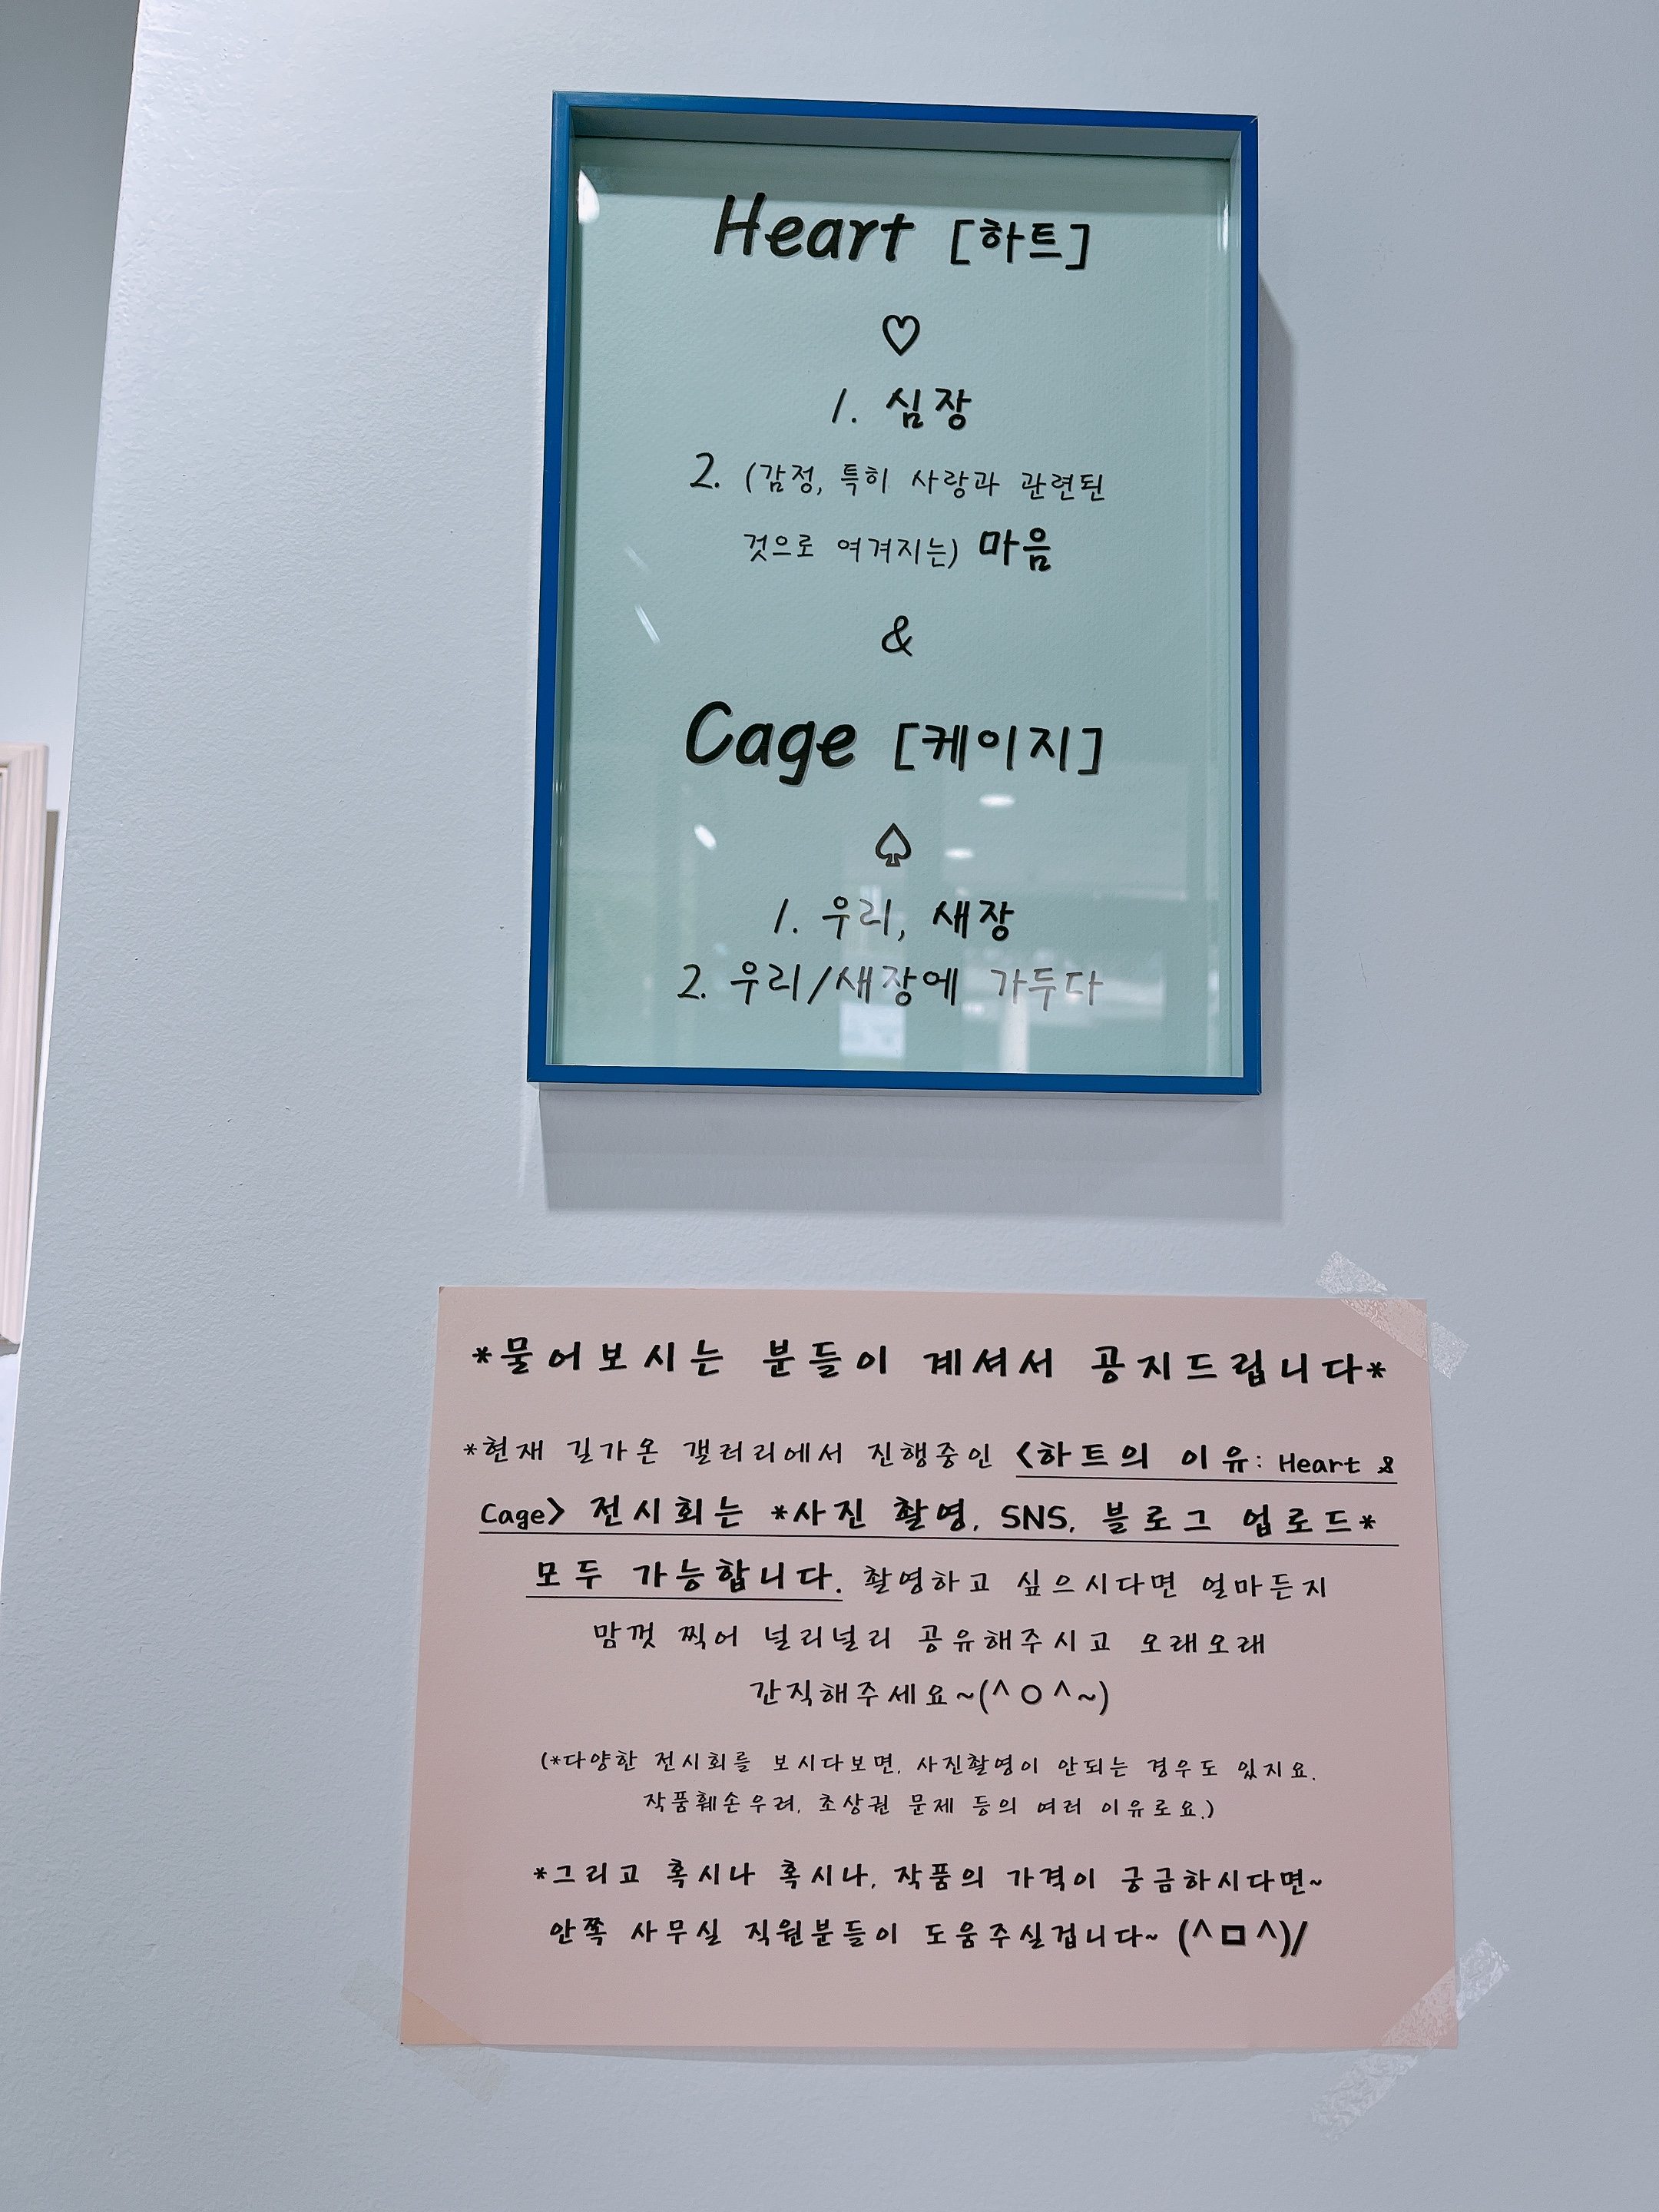 Heart [하트]
♡
1. 심장
2. (감정, 특히 사랑과 관련된
것으로 여겨지는) 마음
&
Cage [케이지]
♤
1. 우리, 새장
2. 우리/새장에 가두다
*물어보시는 분들이 계셔서 공지드립니다*
*현재 길가온 갤러리에서 진행중인 <하트의 이유: Heart &
Cage> 전시회는 *사진 촬영, SNS, 블로그 업로드*
모두 가능합니다. 촬영하고 싶으시다면 얼마든지
맘껏 찍어 널리널리 공유해주시고 오래오래
간직해주세요~(^ㅇ^~)
(*다양한 전시회를 보시다보면, 사진촬영이 안되는 경우도 있지요.
작품훼손우려, 초상권 문제 등의 여러 이유로요.)
*그리고 혹시나 혹시나, 작품의 가격이 궁금하시다면~
안쪽 사무실 직원분들이 도움주실겁니다~ (^ㅁ^)/